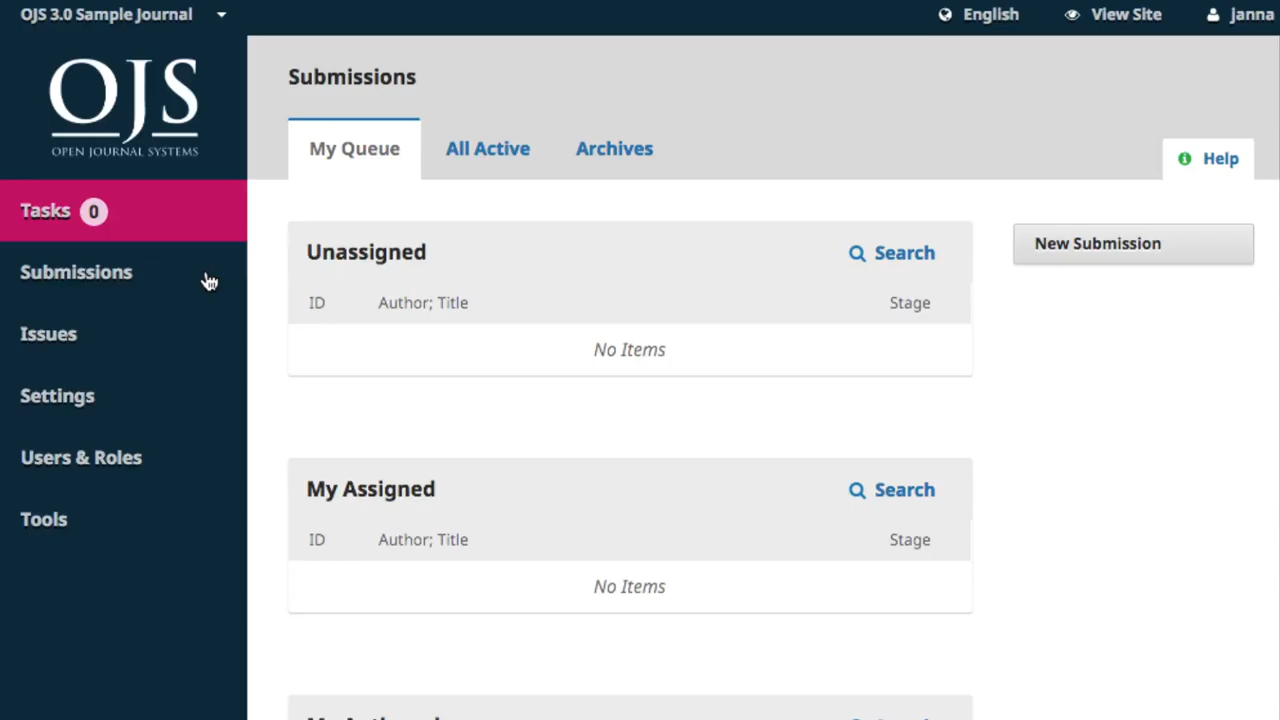 OJS 3.0 Sample Journal
English
View Site
janna
OJS
OPEN JOURNAL SYSTEMS
Submissions
My Queue
All Active
Archives
Help
Tasks 0
Submissions
Issues
Settings
Users & Roles
Tools
Unassigned
Search
ID
Author; Title
Stage
No Items
New Submission
My Assigned
Search
ID
Author; Title
Stage
No Items